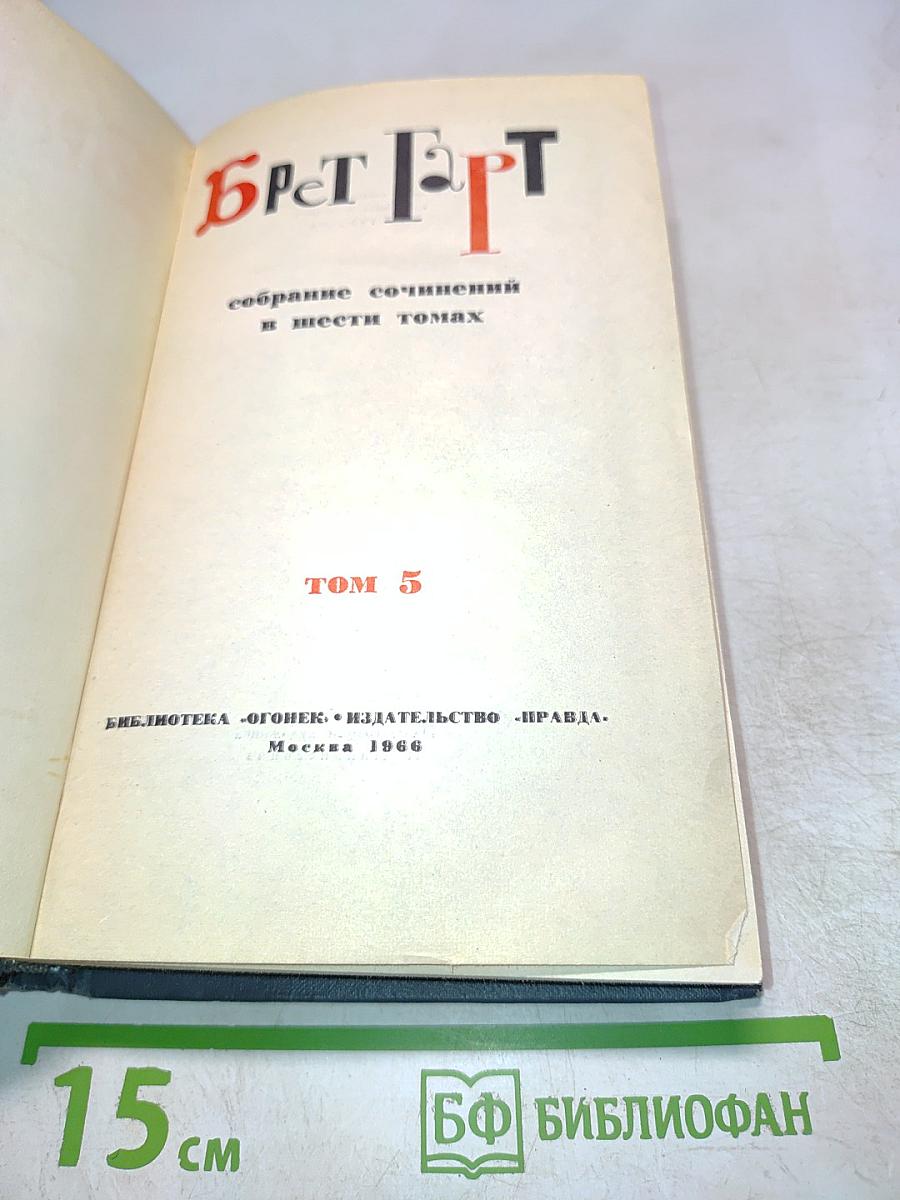 Брет Гарт
собрание сочинений
в шести томах
том 5
БИБЛИОТЕКА «ОГОНЕК» • ИЗДАТЕЛЬСТВО «ПРАВДА»
Москва 1966
15 см
БФ БИБЛИОФАН